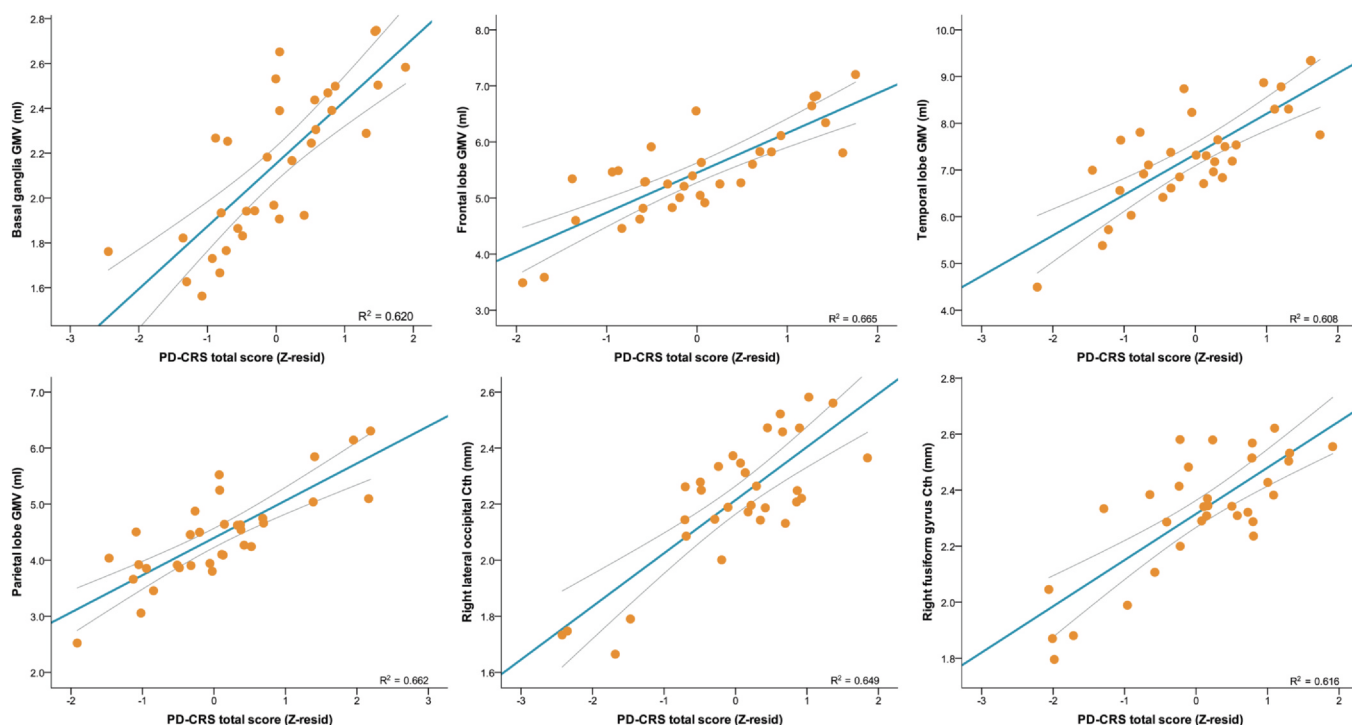 Basal ganglia GMV (ml)
2.8
2.6
2.4
2.2
2.0
1.8
1.6
-3 -2 -1 0 1 2
R² = 0.620
PD-CRS total score (Z-resid)
Frontal lobe GMV (ml)
8.0
7.0
6.0
5.0
4.0
3.0
-2 -1 0 1 2
R² = 0.665
PD-CRS total score (Z-resid)
Temporal lobe GMV (ml)
10.0
9.0
8.0
7.0
6.0
5.0
4.0
-3 -2 -1 0 1 2
R² = 0.608
PD-CRS total score (Z-resid)
Parietal lobe GMV (ml)
7.0
6.0
5.0
4.0
3.0
2.0
-2 -1 0 1 2 3
R² = 0.662
PD-CRS total score (Z-resid)
Right lateral occipital Cth (mm)
2.6
2.4
2.2
2.0
1.8
1.6
-3 -2 -1 0 1 2
R² = 0.649
PD-CRS total score (Z-resid)
Right fusiform gyrus Cth (mm)
2.8
2.6
2.4
2.2
2.0
1.8
-3 -2 -1 0 1 2
R² = 0.616
PD-CRS total score (Z-resid)